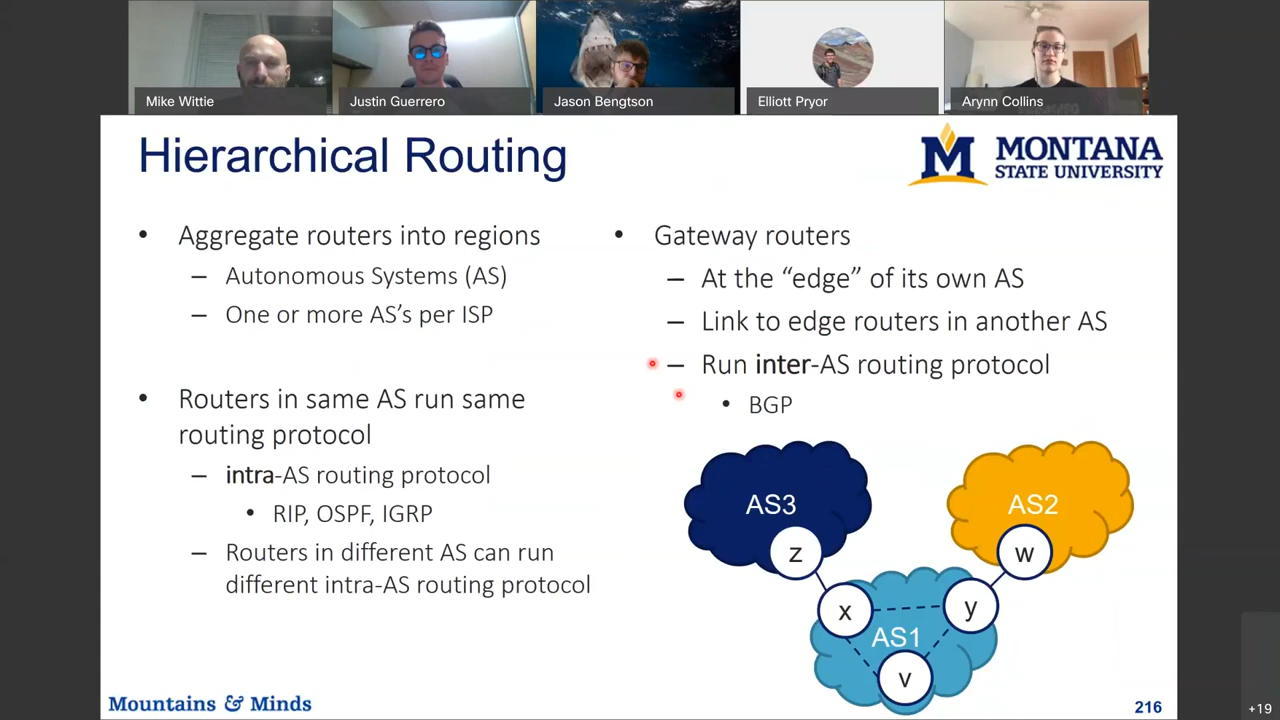 Mike Wittie
Justin Guerrero
Jason Bengtson
Elliott Pryor
Arynn Collins
Hierarchical Routing
M MONTANA
STATE UNIVERSITY
• Aggregate routers into regions
– Autonomous Systems (AS)
– One or more AS’s per ISP
• Routers in same AS run same
routing protocol
– intra-AS routing protocol
• RIP, OSPF, IGRP
– Routers in different AS can run
different intra-AS routing protocol
• Gateway routers
– At the “edge” of its own AS
– Link to edge routers in another AS
– Run inter-AS routing protocol
• BGP
AS3
AS2
z
w
x
y
AS1
v
Mountains & Minds
216
+19